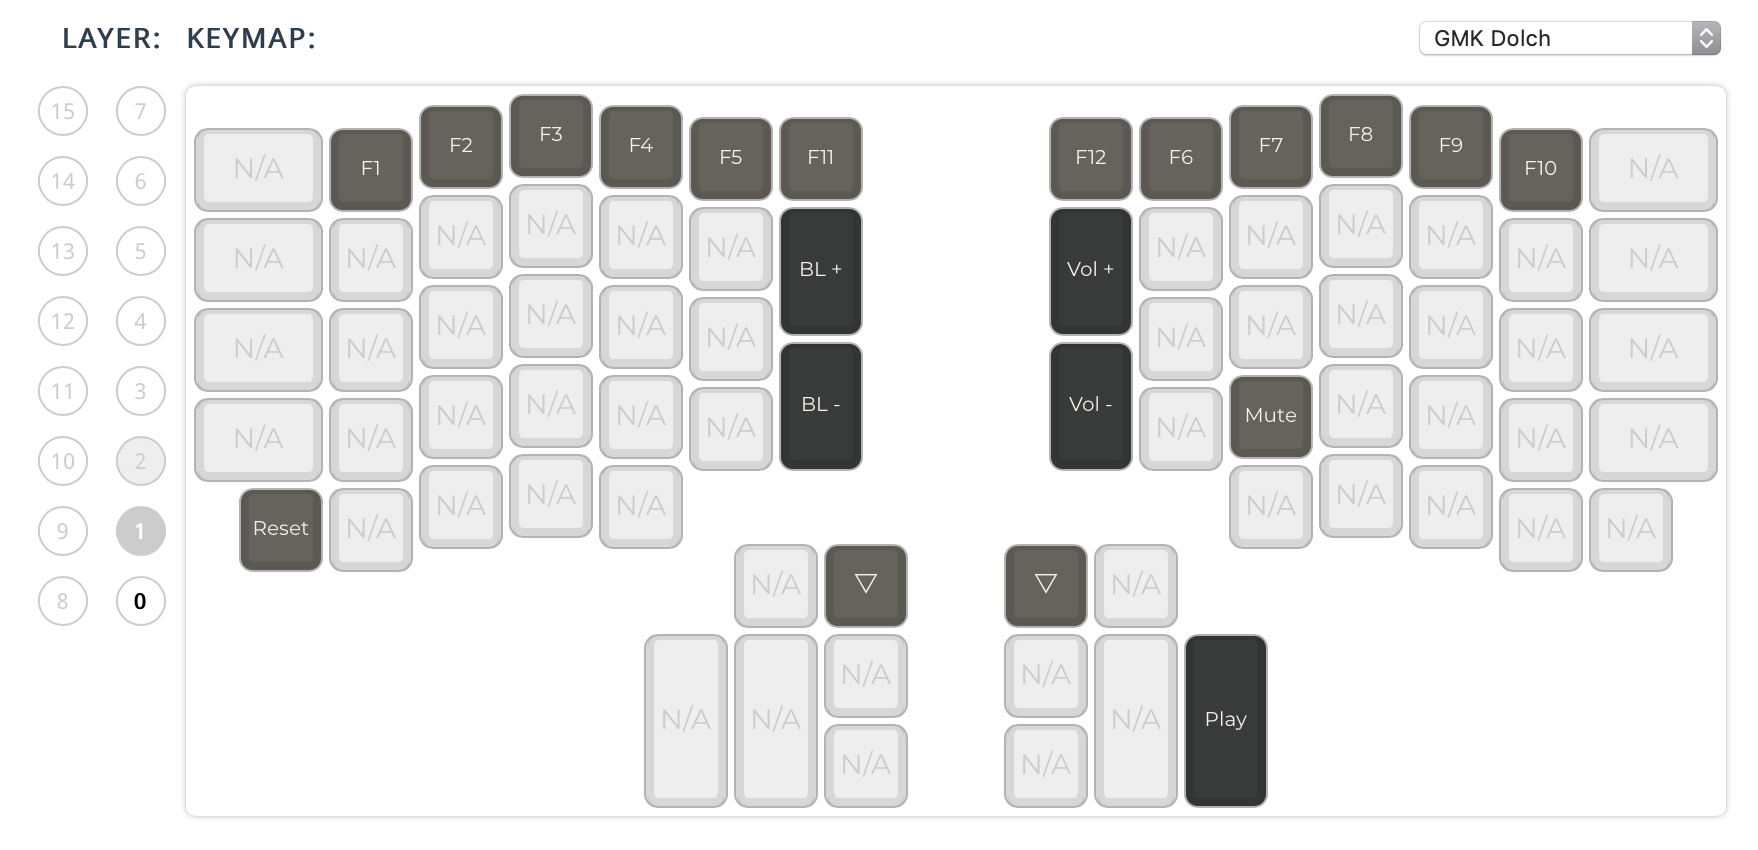 LAYER: KEYMAP: GMK Dolch
15 7
14 6
13 5
12 4
11 3
10 2
9 1
8 0
F3 F8
F2 F4 F7 F9
F5 F11 F12 F6
N/A F1 F10 N/A
N/A N/A
N/A N/A N/A N/A
N/A N/A
N/A N/A N/A N/A
BL + Vol +
N/A N/A
N/A N/A N/A N/A
N/A N/A
N/A N/A N/A N/A
N/A N/A
BL - Vol -
N/A N/A Mute N/A
N/A N/A
N/A N/A N/A N/A
N/A N/A
N/A N/A N/A N/A
Reset N/A N/A N/A
N/A ▽ ▽ N/A
N/A N/A
N/A N/A N/A Play
N/A N/A